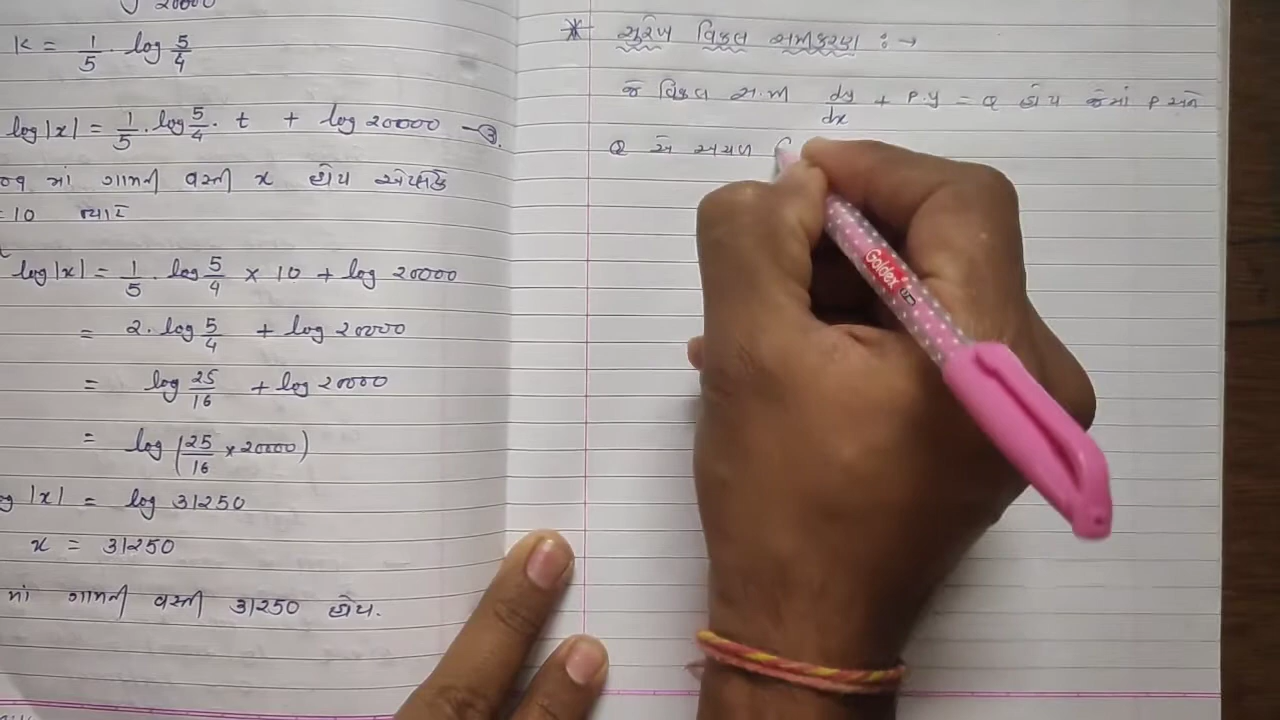 20000
K = 1/5 · log 5/4
log|x| = 1/5 · log 5/4 · t + log 20000 —③.
09 માં ગામની વસ્તી x હોય એટલે કે
= 10 ત્યારે
log|x| = 1/5 · log 5/4 × 10 + log 20000
= 2 · log 5/4 + log 20000
= log 25/16 + log 20000
= log (25/16 × 20000)
g |x| = log 31250
x = 31250
માં ગામની વસ્તી 31250 હોય.
* સુરેખ વિકલ સમીકરણ :→
જે વિકલ સ.મ dy/dx + P.y = Q હોય જેમાં P અને
Q એ અચળ
Goldex